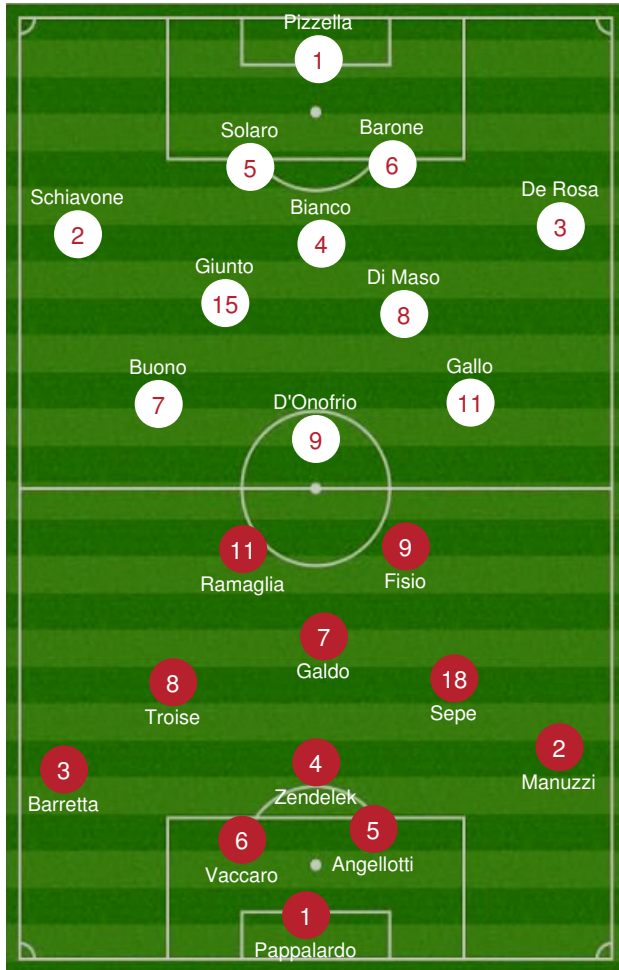 Pizzella
1
Solaro
5
Barone
6
Schiavone
2
De Rosa
3
Bianco
4
Giunto
15
Di Maso
8
Buono
7
Gallo
11
D'Onofrio
9
11
Ramaglia
9
Fisio
7
Galdo
8
Troise
18
Sepe
2
Manuzzi
3
Barretta
4
Zendelek
5
Angellotti
6
Vaccaro
1
Pappalardo